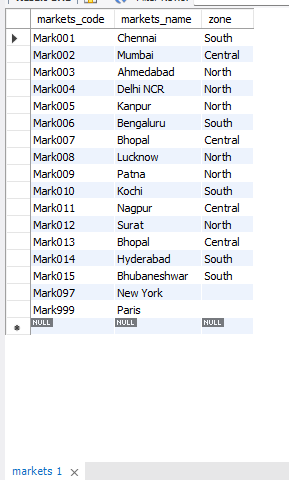 markets_code markets_name zone
Mark001 Chennai South
Mark002 Mumbai Central
Mark003 Ahmedabad North
Mark004 Delhi NCR North
Mark005 Kanpur North
Mark006 Bengaluru South
Mark007 Bhopal Central
Mark008 Lucknow North
Mark009 Patna North
Mark010 Kochi South
Mark011 Nagpur Central
Mark012 Surat North
Mark013 Bhopal Central
Mark014 Hyderabad South
Mark015 Bhubaneshwar South
Mark097 New York
Mark999 Paris
NULL NULL NULL
markets 1